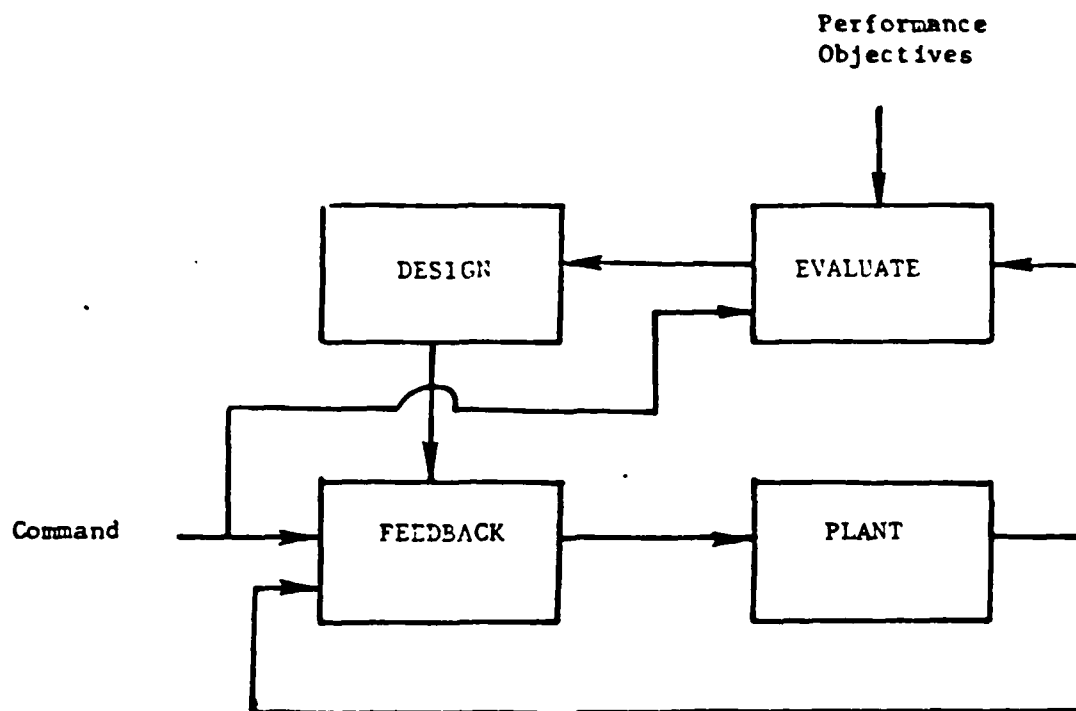 Performance
Objectives
DESIGN
EVALUATE
Command
FEEDBACK
PLANT